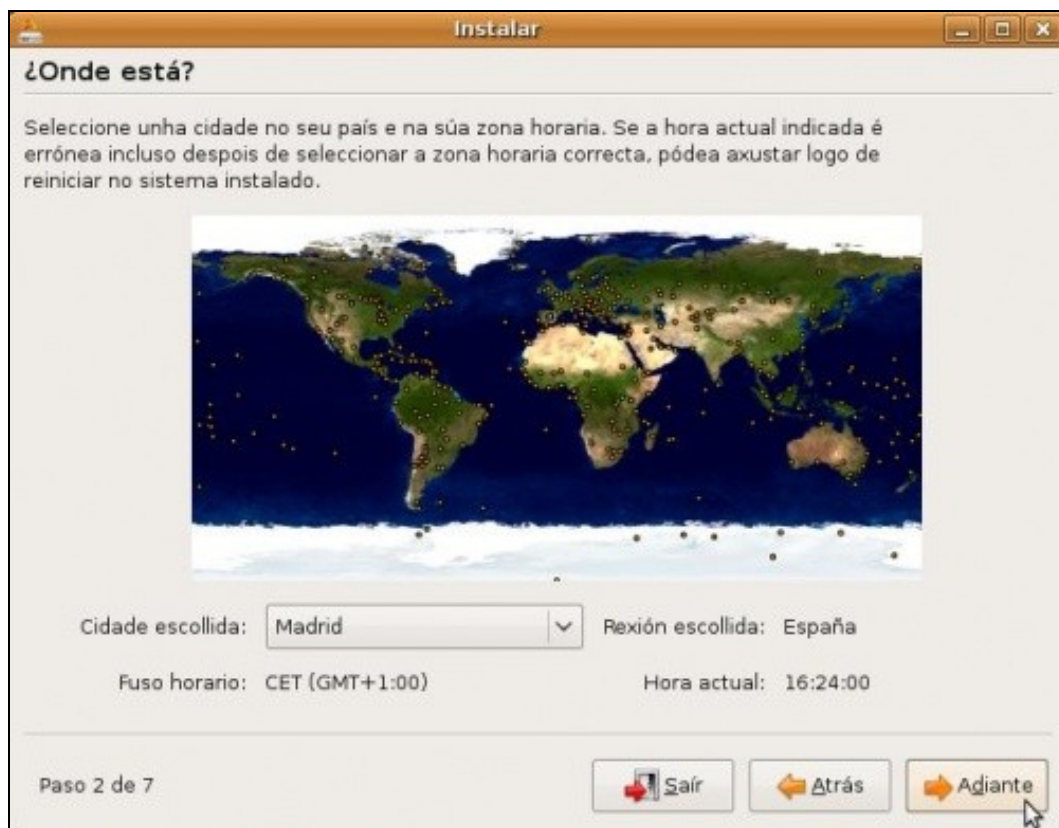 Instalar
¿Onde está?
Seleccione unha cidade no seu país e na súa zona horaria. Se a hora actual indicada é
errónea incluso despois de seleccionar a zona horaria correcta, pódea axustar logo de
reiniciar no sistema instalado.
Cidade escollida: Madrid Rexión escollida: España
Fuso horario: CET (GMT+1:00) Hora actual: 16:24:00
Paso 2 de 7 Saír Atrás Adiante